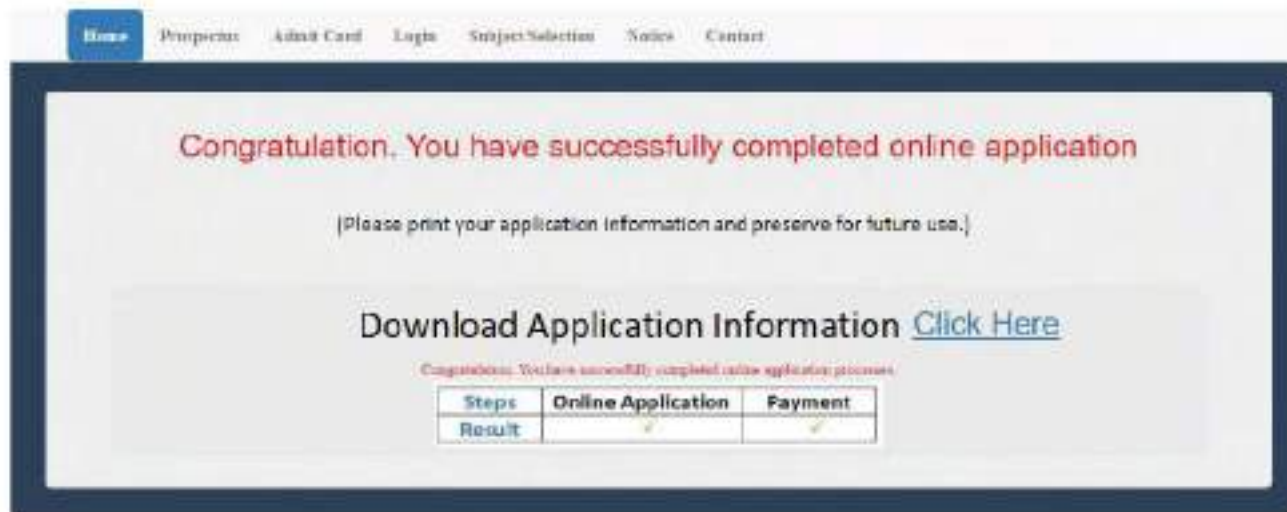 Home Prospectus Admit Card Login Subject Selection Notice Contact
Congratulation. You have successfully completed online application
(Please print your application information and preserve for future use.)
Download Application Information Click Here
Congratulations. You have successfully completed online application processes
Steps Online Application Payment
Result ✓ ✓